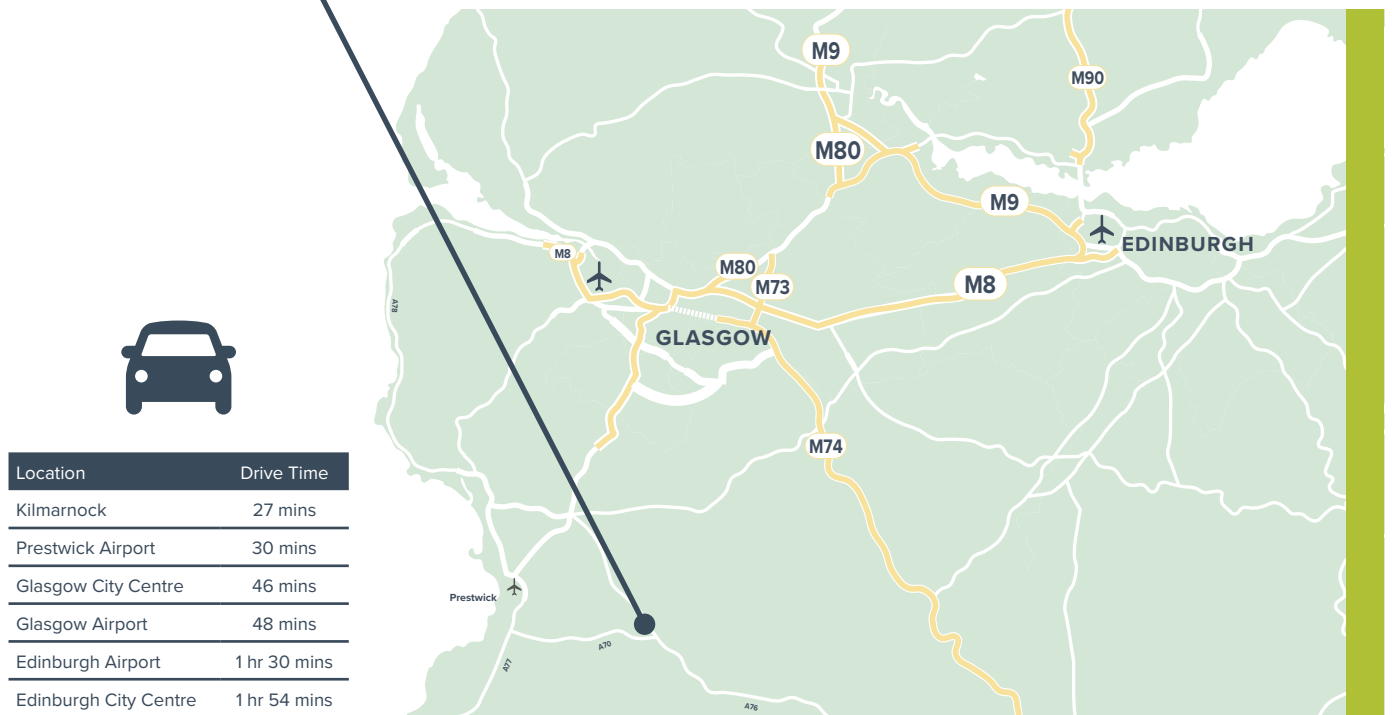 M9
M90
M80
M9
EDINBURGH
M8
M80
M73
M8
A78
GLASGOW
M74
Location Drive Time
Kilmarnock 27 mins
Prestwick Airport 30 mins
Glasgow City Centre 46 mins
Glasgow Airport 48 mins
Edinburgh Airport 1 hr 30 mins
Edinburgh City Centre 1 hr 54 mins
Prestwick
A70
A77
A76